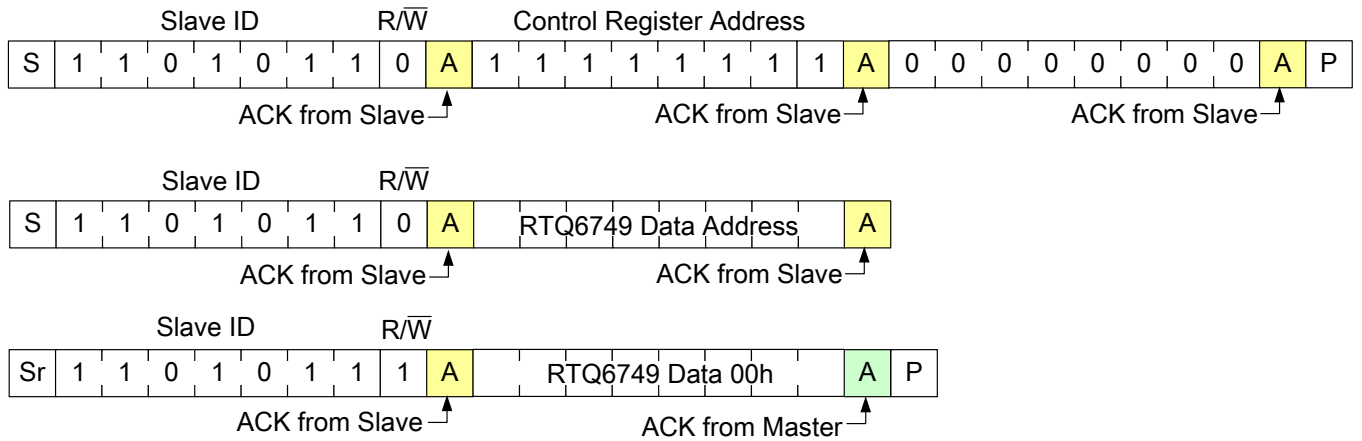 Slave ID R/W̅ Control Register Address
S 1 1 0 1 0 1 1 0 A 1 1 1 1 1 1 1 1 A 0 0 0 0 0 0 0 0 A P
ACK from Slave ACK from Slave ACK from Slave
Slave ID R/W̅
S 1 1 0 1 0 1 1 0 A RTQ6749 Data Address A
ACK from Slave ACK from Slave
Slave ID R/W̅
Sr 1 1 0 1 0 1 1 1 A RTQ6749 Data 00h A P
ACK from Slave ACK from Master